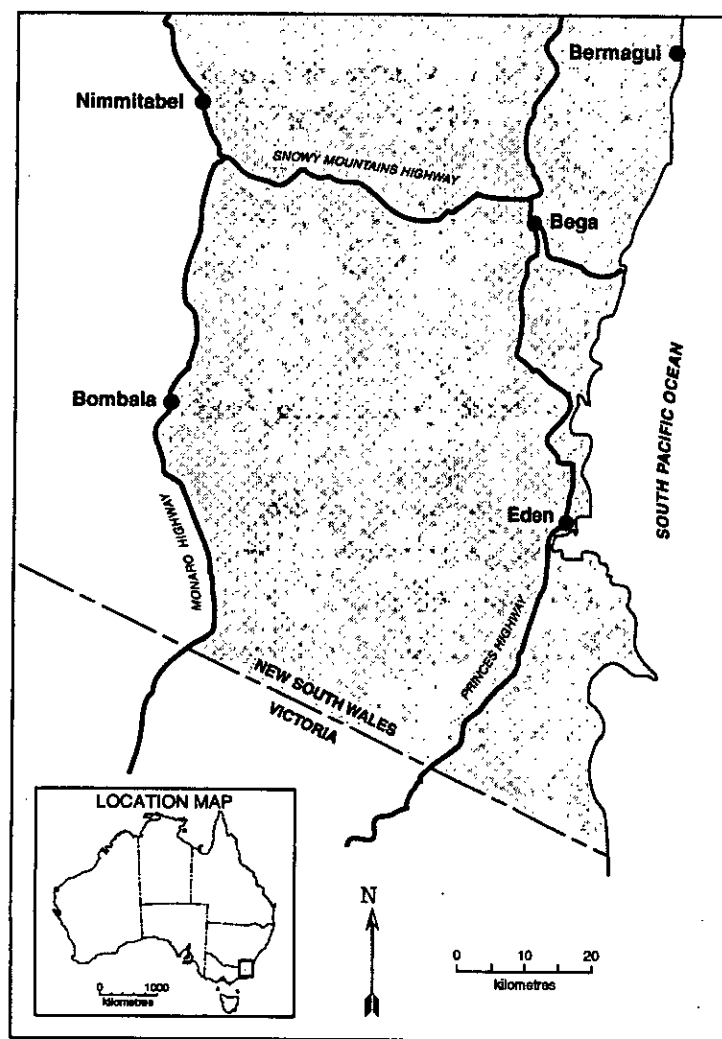 Bermagui
Nimmitabel
SNOWY MOUNTAINS HIGHWAY
Bega
Bombala
SOUTH PACIFIC OCEAN
Eden
MONARO HIGHWAY
PRINCES HIGHWAY
NEW SOUTH WALES
VICTORIA
LOCATION MAP
0 1000
kilometres
N
0 10 20
kilometres